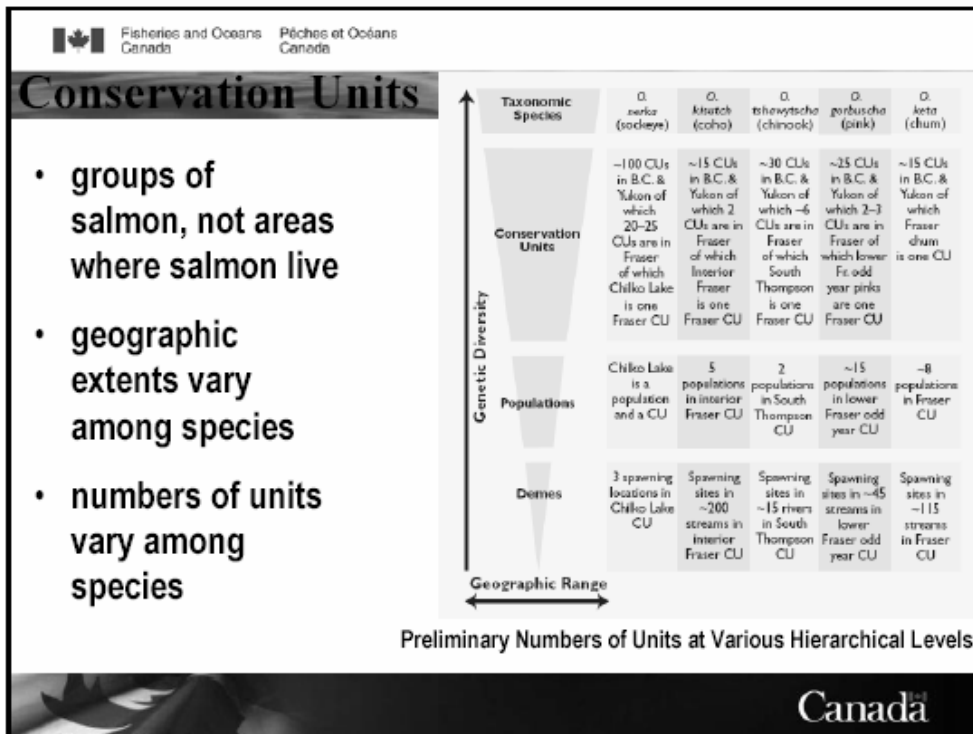 Fisheries and Oceans Pêches et Océans
Canada Canada
Conservation Units
• groups of
salmon, not areas
where salmon live
• geographic
extents vary
among species
• numbers of units
vary among
species
Genetic Diversity
Taxonomic
Species
O.
nerka
(sockeye)
O.
kisutch
(coho)
O.
tshawytscha
(chinook)
O.
gorbuscha
(pink)
O.
keta
(chum)
Conservation
Units
~100 CUs
in B.C. &
Yukon of
which
20–25
CUs are in
Fraser
of which
Chilko Lake
is one
Fraser CU
~15 CUs
in B.C. &
Yukon of
which 2
CUs are in
Fraser
of which
Interior
Fraser
is one
Fraser CU
~30 CUs
in B.C. &
Yukon of
which ~6
CUs are in
Fraser
of which
South
Thompson
is one
Fraser CU
~25 CUs
in B.C. &
Yukon of
which 2–3
CUs are in
Fraser of
which lower
Fr. odd
year pinks
are one
Fraser CU
~15 CUs
in B.C. &
Yukon of
which
Fraser
chum
is one CU
Populations
Chilko Lake
is a
population
and a CU
5
populations
in interior
Fraser CU
2
populations
in South
Thompson
CU
~15
populations
in lower
Fraser odd
year CU
~8
populations
in Fraser
CU
Demes
3 spawning
locations in
Chilko Lake
CU
Spawning
sites in
~200
streams in
interior
Fraser CU
Spawning
sites in
~15 rivers
in South
Thompson
CU
Spawning
sites in ~45
streams in
lower
Fraser odd
year CU
Spawning
sites in
~115
streams
in Fraser
CU
Geographic Range
Preliminary Numbers of Units at Various Hierarchical Levels
Canada